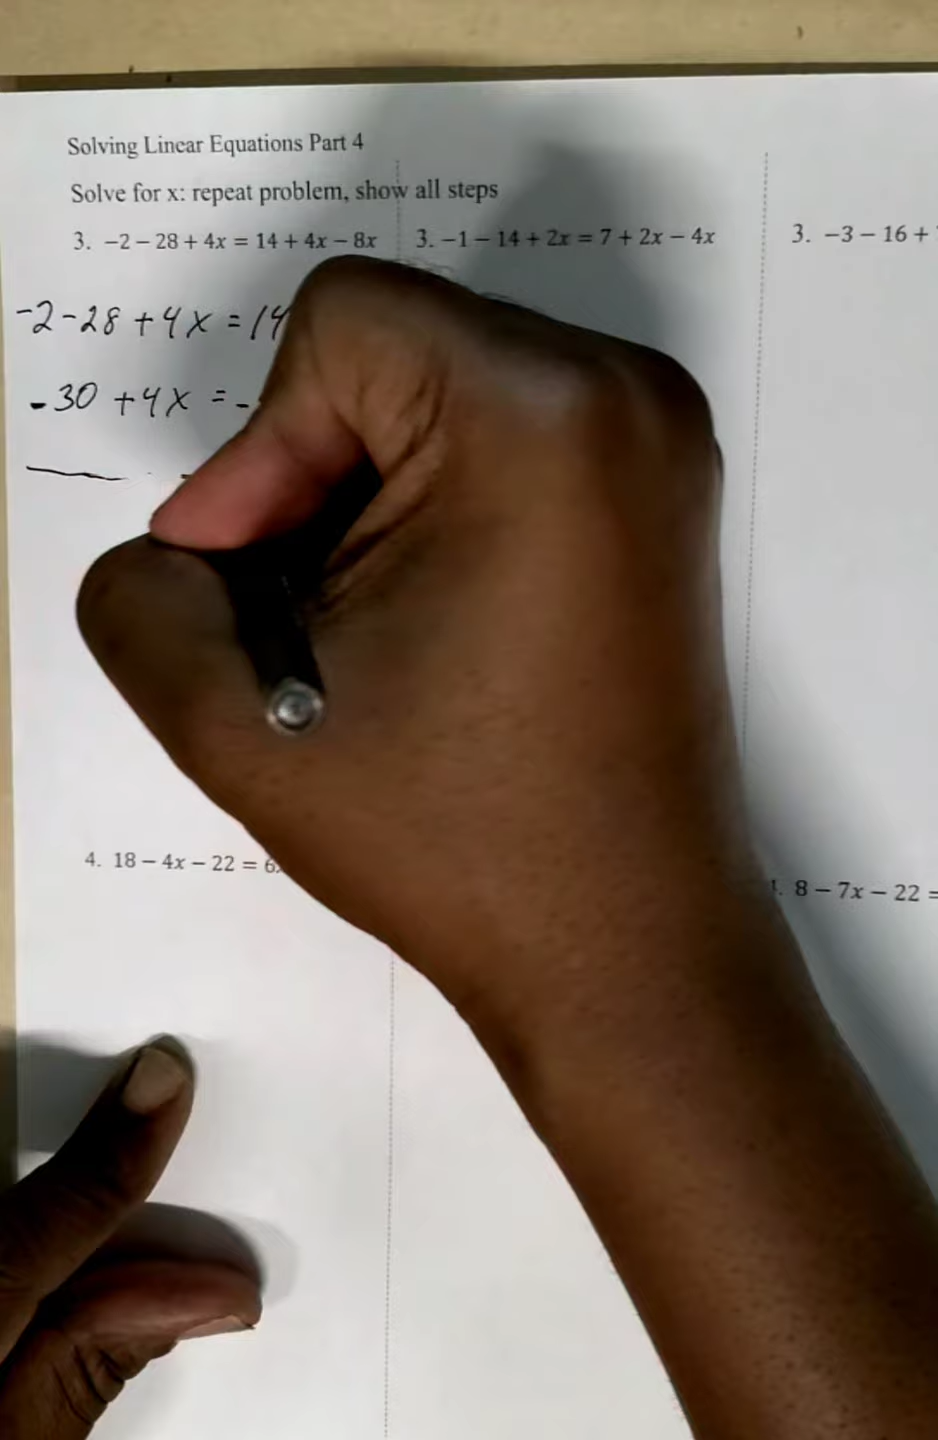 Solving Linear Equations Part 4
Solve for x: repeat problem, show all steps
3. −2 − 28 + 4x = 14 + 4x − 8x
3. −1 − 14 + 2x = 7 + 2x − 4x
3. −3 − 16 +
-2-28 +4x =14
-30 +4x = -
4. 18 − 4x − 22 = 6
8 − 7x − 22 =